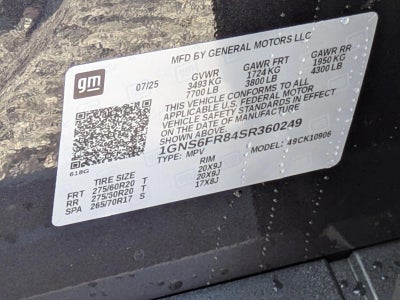 gm
MFD BY GENERAL MOTORS LLC
07/25 GVWR GAWR FRT GAWR RR
3493 KG 1724 KG 1950 KG
7700 LB 3800 LB 4300 LB
THIS VEHICLE CONFORMS TO ALL
APPLICABLE U.S. FEDERAL MOTOR
VEHICLE SAFETY STANDARDS IN EFFECT
ON THE DATE OF MANUFACTURE
SHOWN ABOVE.
1GNS6FR84SR360249
TYPE: MPV MODEL: 49CK10906
618G
TIRE SIZE RIM
FRT 275/60R20 T 20X9J
RR 275/50R20 T 20X9J
SPA 265/70R17 S 17X8J